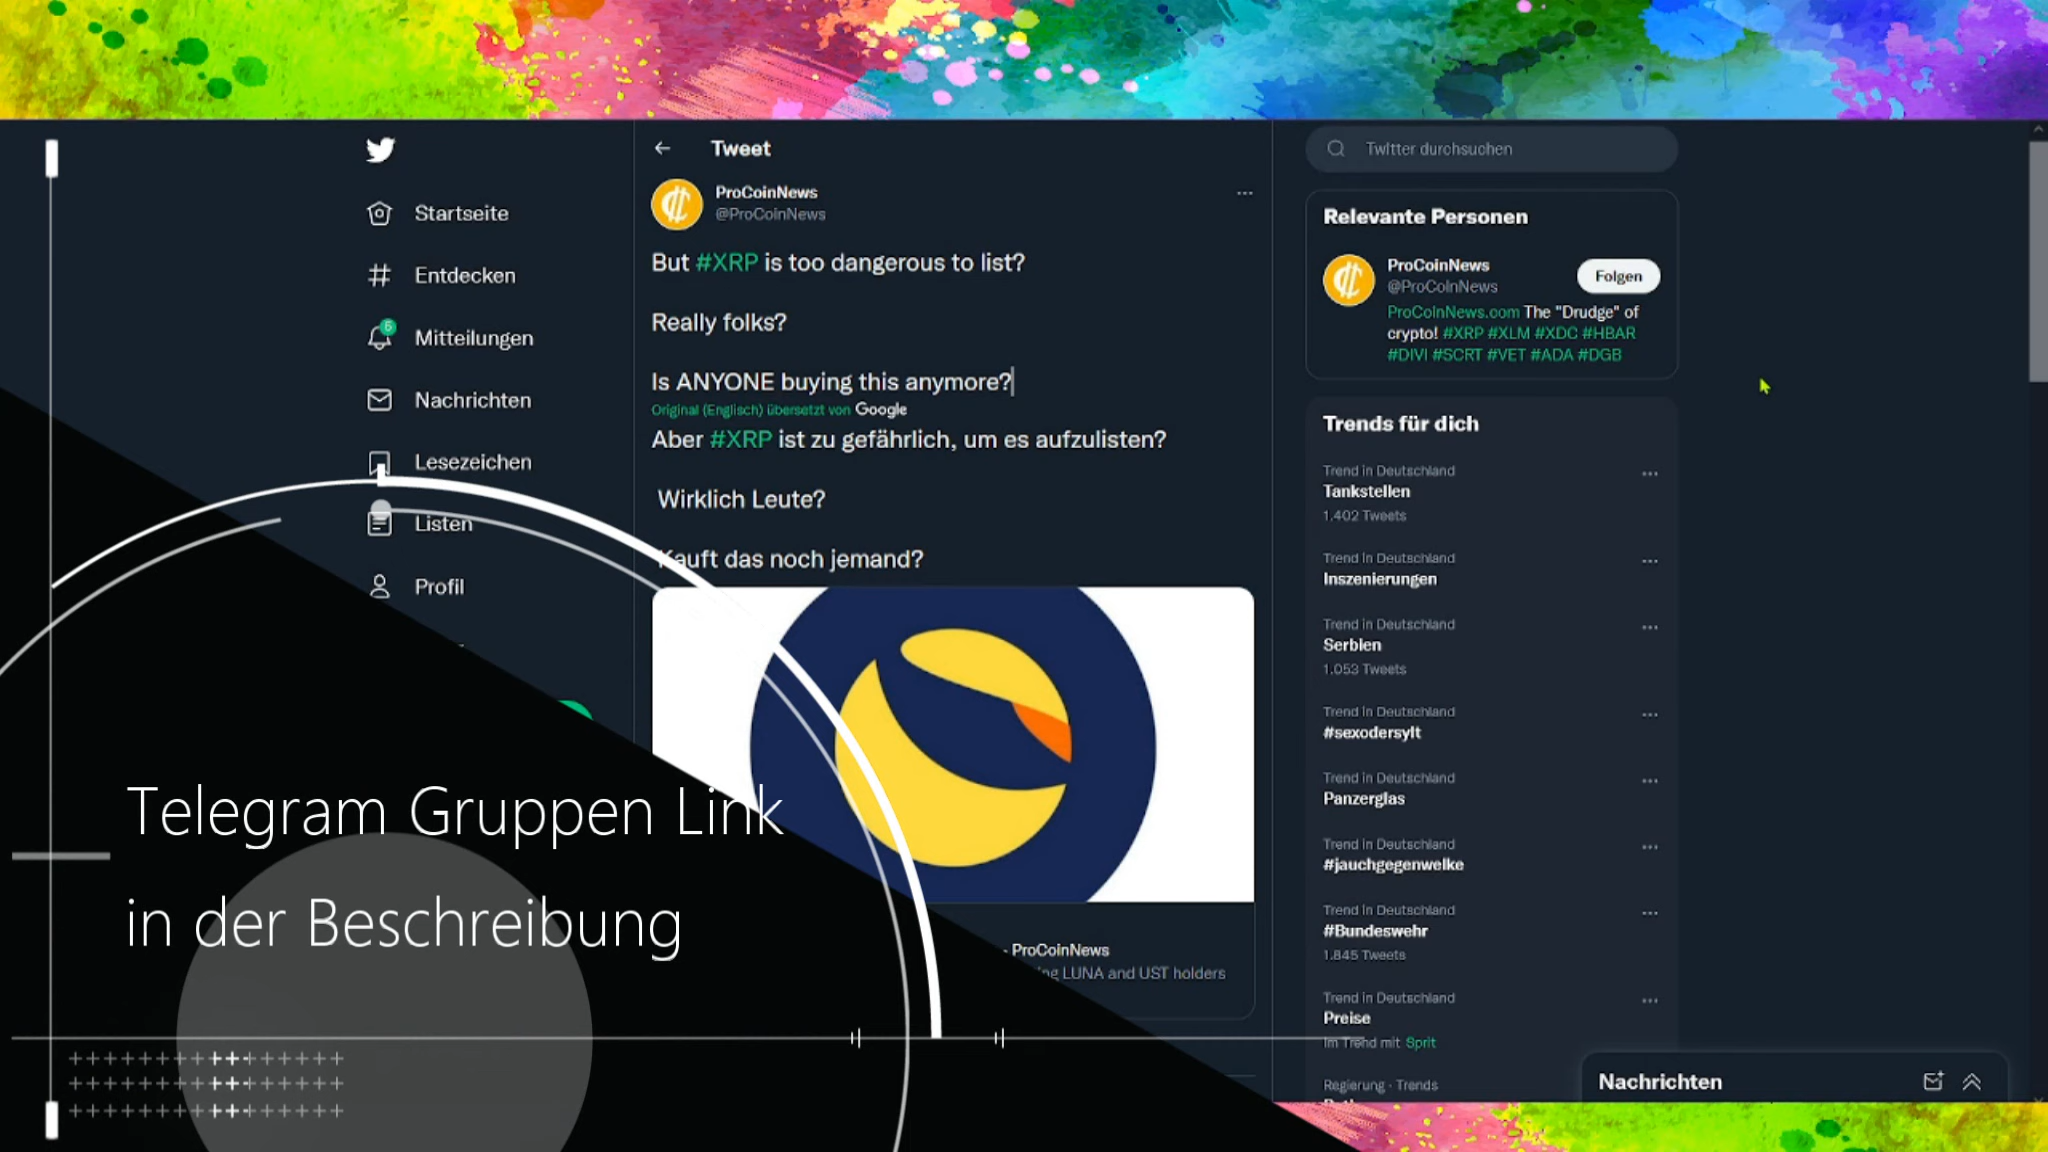 Startseite
Entdecken
6
Mitteilungen
Nachrichten
Lesezeichen
Listen
Profil
Tweet
ProCoinNews
@ProCoinNews
But #XRP is too dangerous to list?
Really folks?
Is ANYONE buying this anymore?
Original (Englisch) übersetzt von Google
Aber #XRP ist zu gefährlich, um es aufzulisten?
Wirklich Leute?
Kauft das noch jemand?
- ProCoinNews
LUNA and UST holders
Telegram Gruppen Link
in der Beschreibung
Twitter durchsuchen
Relevante Personen
ProCoinNews
@ProCoinNews
Folgen
ProCoinNews.com The "Drudge" of
crypto! #XRP #XLM #XDC #HBAR
#DIVI #SCRT #VET #ADA #DGB
Trends für dich
Trend in Deutschland
Tankstellen
1.402 Tweets
Trend in Deutschland
Inszenierungen
Trend in Deutschland
Serbien
1.053 Tweets
Trend in Deutschland
#sexodersylt
Trend in Deutschland
Panzerglas
Trend in Deutschland
#jauchgegenwelke
Trend in Deutschland
#Bundeswehr
1.845 Tweets
Trend in Deutschland
Preise
Im Trend mit Sprit
Regierung · Trends
Nachrichten